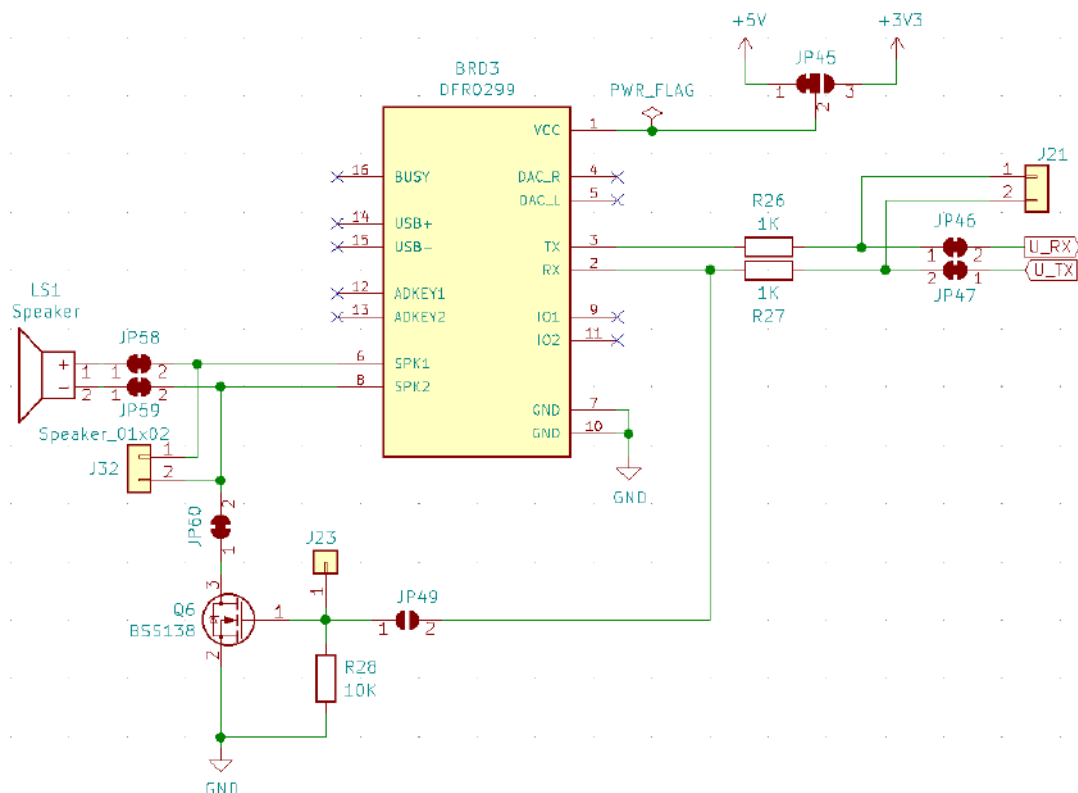 +5V
+3V3
JP45
1
3
2
BRD3
DFR0299
PWR_FLAG
VCC
1
16
BUSY
DAC_R
4
DAC_L
5
14
USB+
15
USB-
TX
3
RX
2
12
ADKEY1
13
ADKEY2
IO1
9
IO2
11
6
SPK1
8
SPK2
GND
7
GND
10
GND
J21
1
2
R26
1K
JP46
1
2
U_RX
2
1
U_TX
1K
R27
JP47
LS1
Speaker
+
1
−
2
JP58
1
2
1
2
JP59
Speaker_01x02
J32
1
2
JP60
2
1
J23
1
JP49
1
2
Q6
BSS138
3
1
2
R28
10K
GND